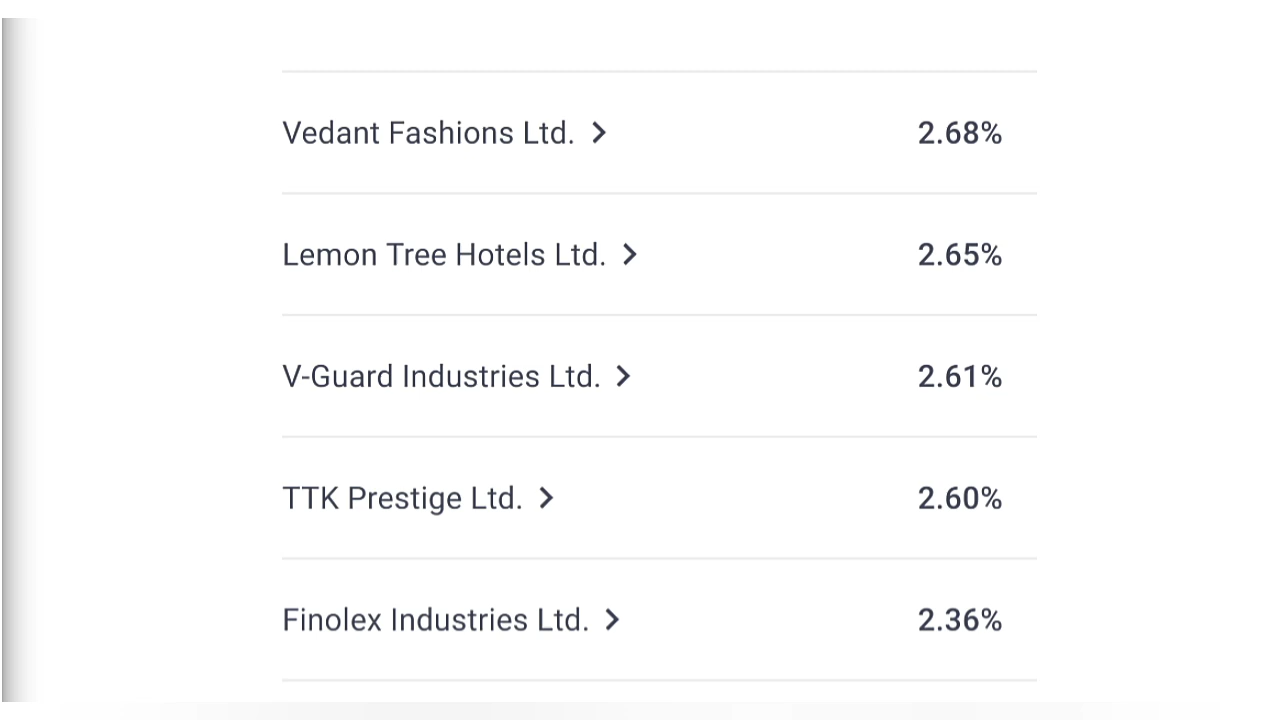 Vedant Fashions Ltd. 2.68%
Lemon Tree Hotels Ltd. 2.65%
V-Guard Industries Ltd. 2.61%
TTK Prestige Ltd. 2.60%
Finolex Industries Ltd. 2.36%